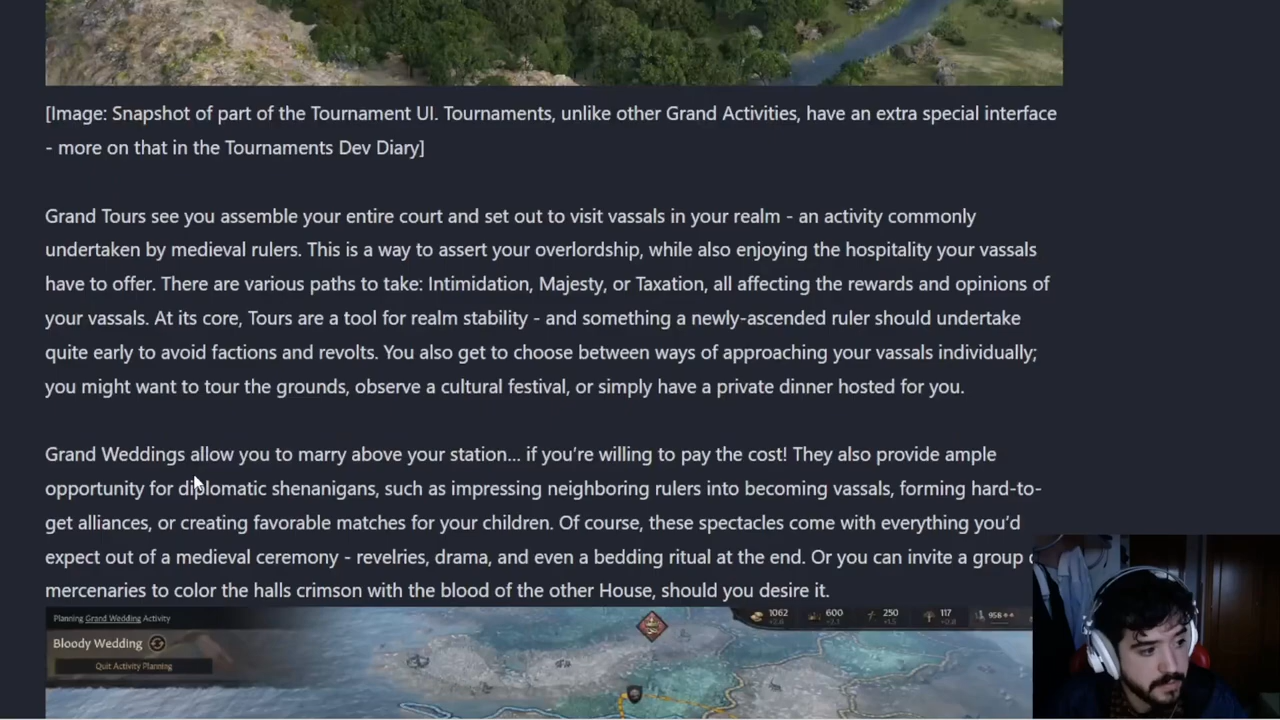 [Image: Snapshot of part of the Tournament UI. Tournaments, unlike other Grand Activities, have an extra special interface
- more on that in the Tournaments Dev Diary]
Grand Tours see you assemble your entire court and set out to visit vassals in your realm - an activity commonly
undertaken by medieval rulers. This is a way to assert your overlordship, while also enjoying the hospitality your vassals
have to offer. There are various paths to take: Intimidation, Majesty, or Taxation, all affecting the rewards and opinions of
your vassals. At its core, Tours are a tool for realm stability - and something a newly-ascended ruler should undertake
quite early to avoid factions and revolts. You also get to choose between ways of approaching your vassals individually;
you might want to tour the grounds, observe a cultural festival, or simply have a private dinner hosted for you.
Grand Weddings allow you to marry above your station... if you're willing to pay the cost! They also provide ample
opportunity for diplomatic shenanigans, such as impressing neighboring rulers into becoming vassals, forming hard-to-
get alliances, or creating favorable matches for your children. Of course, these spectacles come with everything you'd
expect out of a medieval ceremony - revelries, drama, and even a bedding ritual at the end. Or you can invite a group
mercenaries to color the halls crimson with the blood of the other House, should you desire it.
Planning Grand Wedding Activity
1062 600 250 117 958
Bloody Wedding
Quit Activity Planning